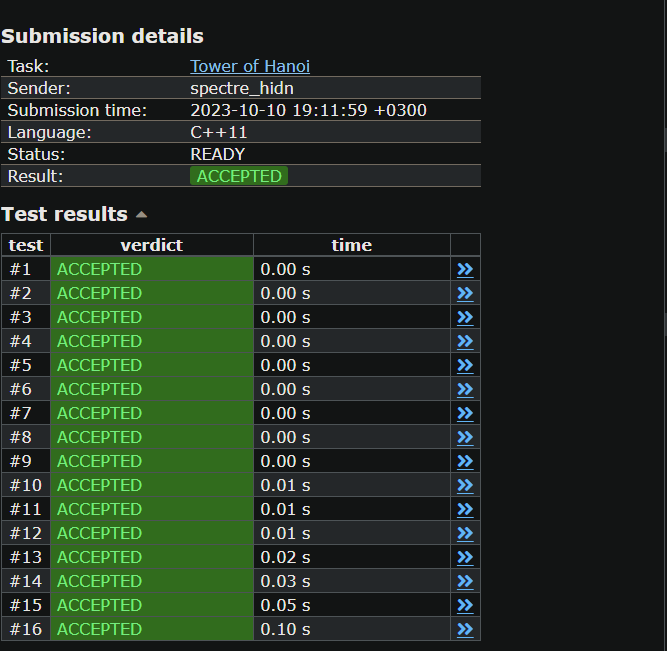 Submission details
Task: Tower of Hanoi
Sender: spectre_hidn
Submission time: 2023-10-10 19:11:59 +0300
Language: C++11
Status: READY
Result: ACCEPTED
Test results
test verdict time
#1 ACCEPTED 0.00 s »
#2 ACCEPTED 0.00 s »
#3 ACCEPTED 0.00 s »
#4 ACCEPTED 0.00 s »
#5 ACCEPTED 0.00 s »
#6 ACCEPTED 0.00 s »
#7 ACCEPTED 0.00 s »
#8 ACCEPTED 0.00 s »
#9 ACCEPTED 0.00 s »
#10 ACCEPTED 0.01 s »
#11 ACCEPTED 0.01 s »
#12 ACCEPTED 0.01 s »
#13 ACCEPTED 0.02 s »
#14 ACCEPTED 0.03 s »
#15 ACCEPTED 0.05 s »
#16 ACCEPTED 0.10 s »